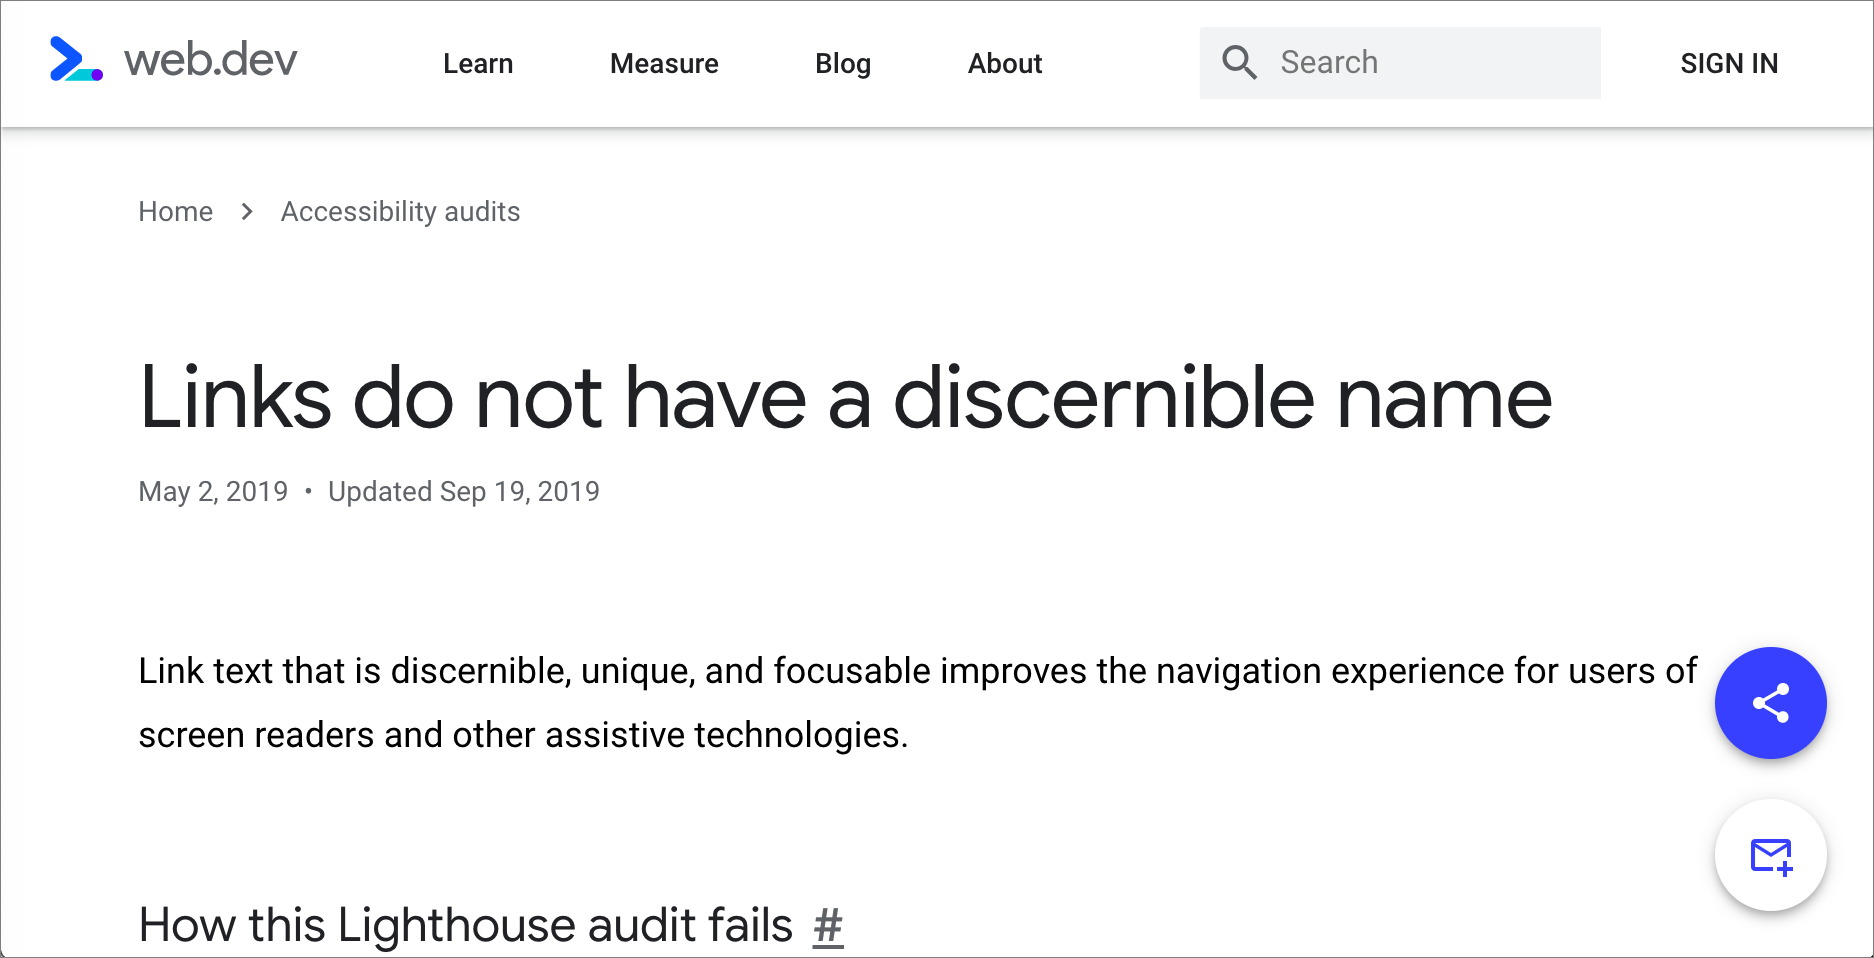 web.dev Learn Measure Blog About Search SIGN IN
Home > Accessibility audits
Links do not have a discernible name
May 2, 2019 • Updated Sep 19, 2019
Link text that is discernible, unique, and focusable improves the navigation experience for users of
screen readers and other assistive technologies.
How this Lighthouse audit fails #